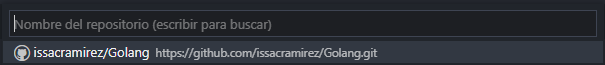 Nombre del repositorio (escribir para buscar)
issacramirez/Golang https://github.com/issacramirez/Golang.git